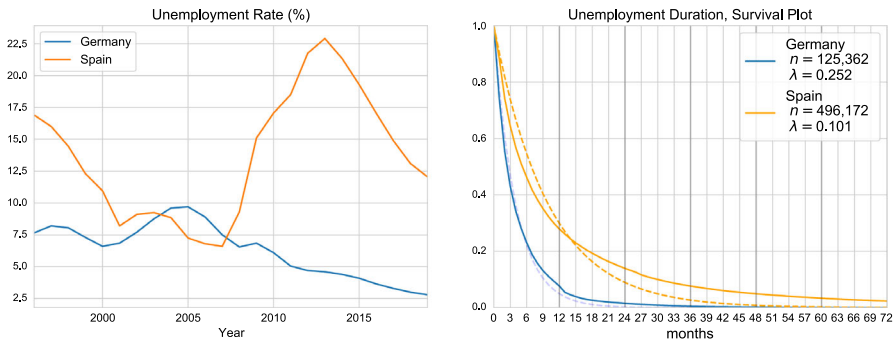 Unemployment Rate (%)
Germany
Spain
22,5
20.0
17.5
15.0
12,5
10.0
7.5
5.0
2,5
2000
2005
2010
2015
Year
Unemployment Duration, Survival Plot
Germany
n = 125,362
λ = 0.252
Spain
n = 496,172
λ = 0.101
1.0
0.8
0.6
0.4
0.2
0.0
0 3 6 9 12 15 18 21 24 27 30 33 36 39 42 45 48 51 54 57 60 63 66 69 72
months